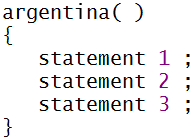 argentina( )
{
statement 1 ;
statement 2 ;
statement 3 ;
}